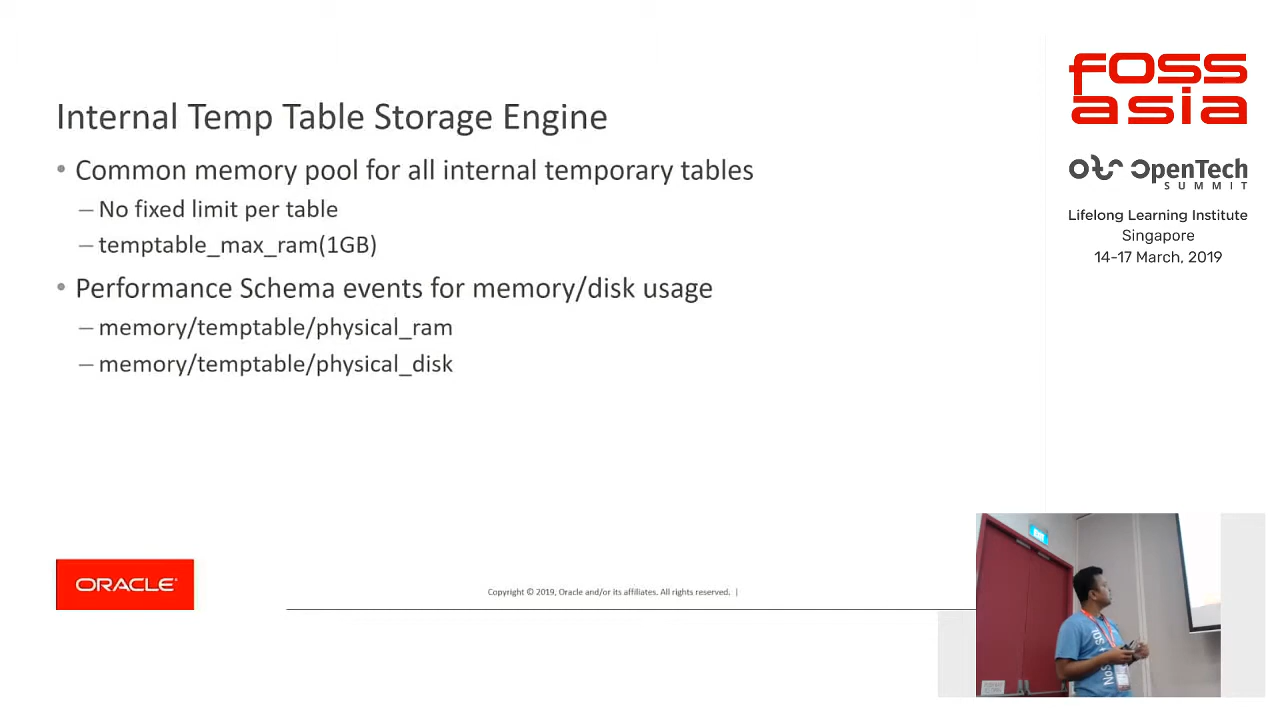 Internal Temp Table Storage Engine
• Common memory pool for all internal temporary tables
– No fixed limit per table
– temptable_max_ram(1GB)
• Performance Schema events for memory/disk usage
– memory/temptable/physical_ram
– memory/temptable/physical_disk
ORACLE
Copyright © 2019, Oracle and/or its affiliates. All rights reserved. |
FOSS
asia
OpenTech
SUMMIT
Lifelong Learning Institute
Singapore
14-17 March, 2019